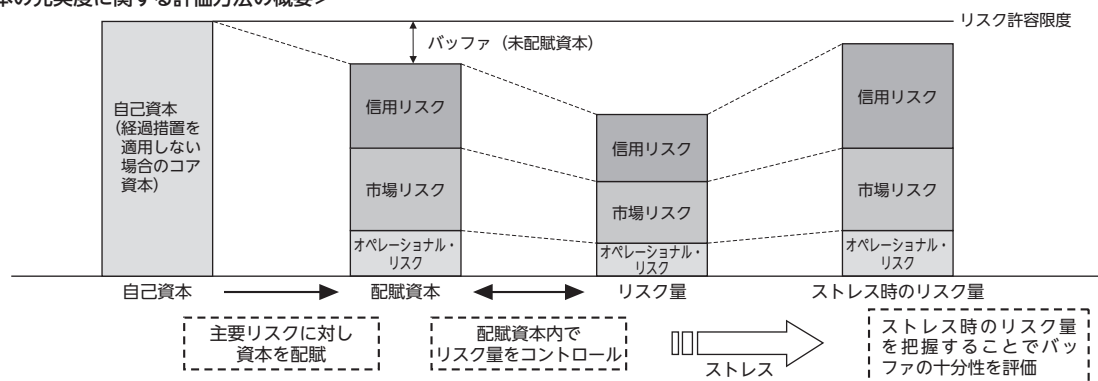 本の充実度に関する評価方法の概要＞
リスク許容限度
バッファ（未配賦資本）
自己資本
（経過措置を
適用しない
場合のコア
資本）
信用リスク
市場リスク
オペレーショナル・
リスク
信用リスク
市場リスク
オペレーショナル・
リスク
信用リスク
市場リスク
オペレーショナル・
リスク
自己資本
配賦資本
リスク量
ストレス時のリスク量
主要リスクに対し
資本を配賦
配賦資本内で
リスク量をコントロール
ストレス
ストレス時のリスク量
を把握することでバッ
ファの十分性を評価